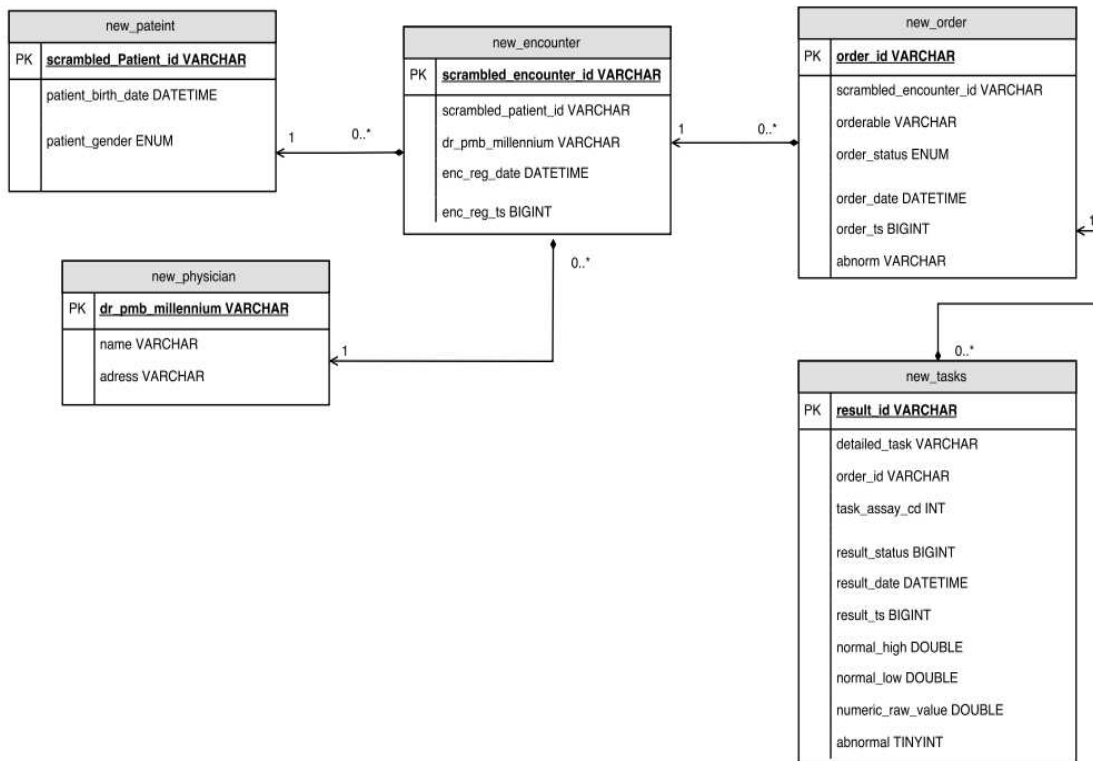 new_pateint
PK scrambled_Patient_id VARCHAR
patient_birth_date DATETIME
patient_gender ENUM
1
0..*
new_encounter
PK scrambled_encounter_id VARCHAR
scrambled_patient_id VARCHAR
dr_pmb_millennium VARCHAR
enc_reg_date DATETIME
enc_reg_ts BIGINT
0..*
1
0..*
new_order
PK order_id VARCHAR
scrambled_encounter_id VARCHAR
orderable VARCHAR
order_status ENUM
order_date DATETIME
order_ts BIGINT
abnorm VARCHAR
1
new_physician
PK dr_pmb_millennium VARCHAR
name VARCHAR
adress VARCHAR
1
0..*
new_tasks
PK result_id VARCHAR
detailed_task VARCHAR
order_id VARCHAR
task_assay_cd INT
result_status BIGINT
result_date DATETIME
result_ts BIGINT
normal_high DOUBLE
normal_low DOUBLE
numeric_raw_value DOUBLE
abnormal TINYINT